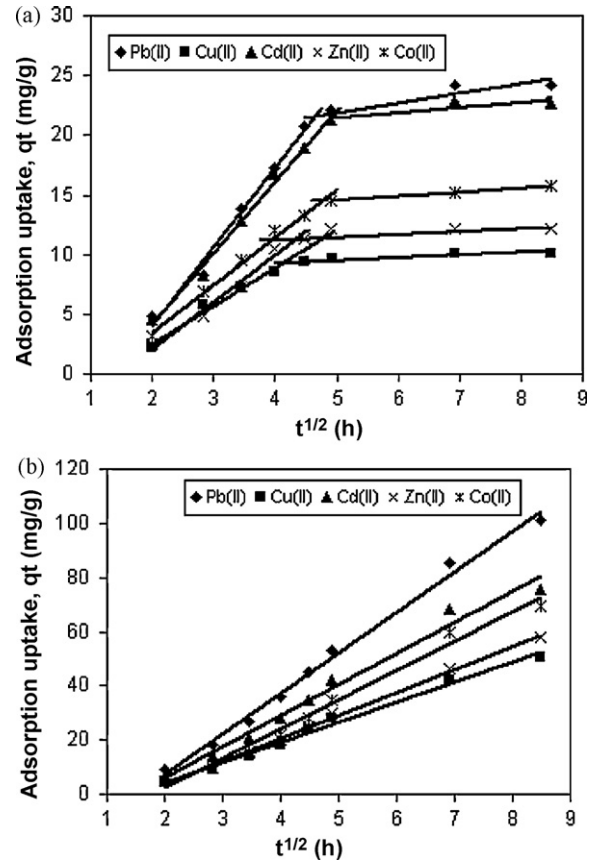 (a)
30
Pb(II) Cu(II) Cd(II) Zn(II) Co(II)
25
20
15
10
5
0
Adsorption uptake, qt (mg/g)
1 2 3 4 5 6 7 8 9
t^1/2 (h)
(b)
120
Pb(II) Cu(II) Cd(II) Zn(II) Co(II)
100
80
60
40
20
0
Adsorption uptake, qt (mg/g)
1 2 3 4 5 6 7 8 9
t^1/2 (h)